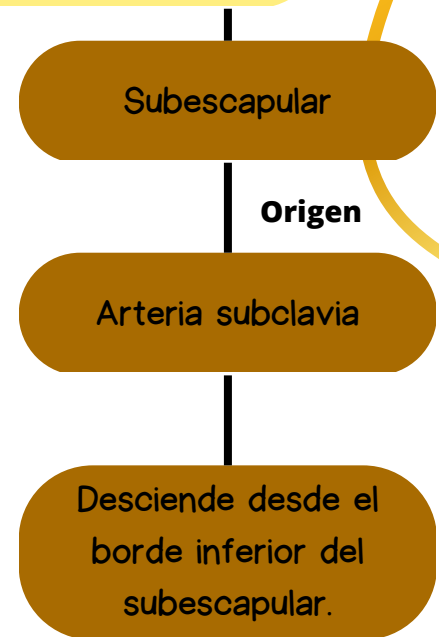 Subescapular
Origen
Arteria subclavia
Desciende desde el
borde inferior del
subescapular.